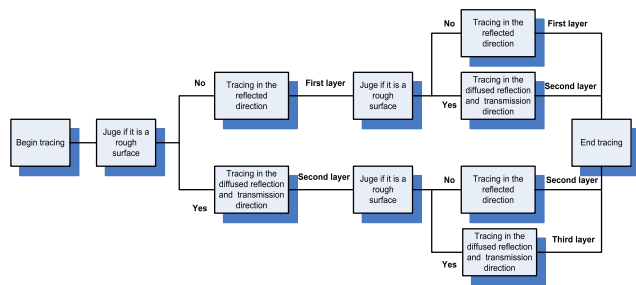 No
Tracing in the
reflected
direction
First layer
No
Tracing in the
reflected
direction
First layer
Juge if it is a
rough
surface
Yes
Tracing in the
diffused reflection
and transmission
direction
Second layer
Begin tracing
Juge if it is a
rough
surface
End tracing
Yes
Tracing in the
diffused reflection
and transmission
direction
Second layer
Juge if it is a
rough
surface
No
Tracing in the
reflected
direction
Second layer
Yes
Tracing in the
diffused reflection
and transmission
direction
Third layer